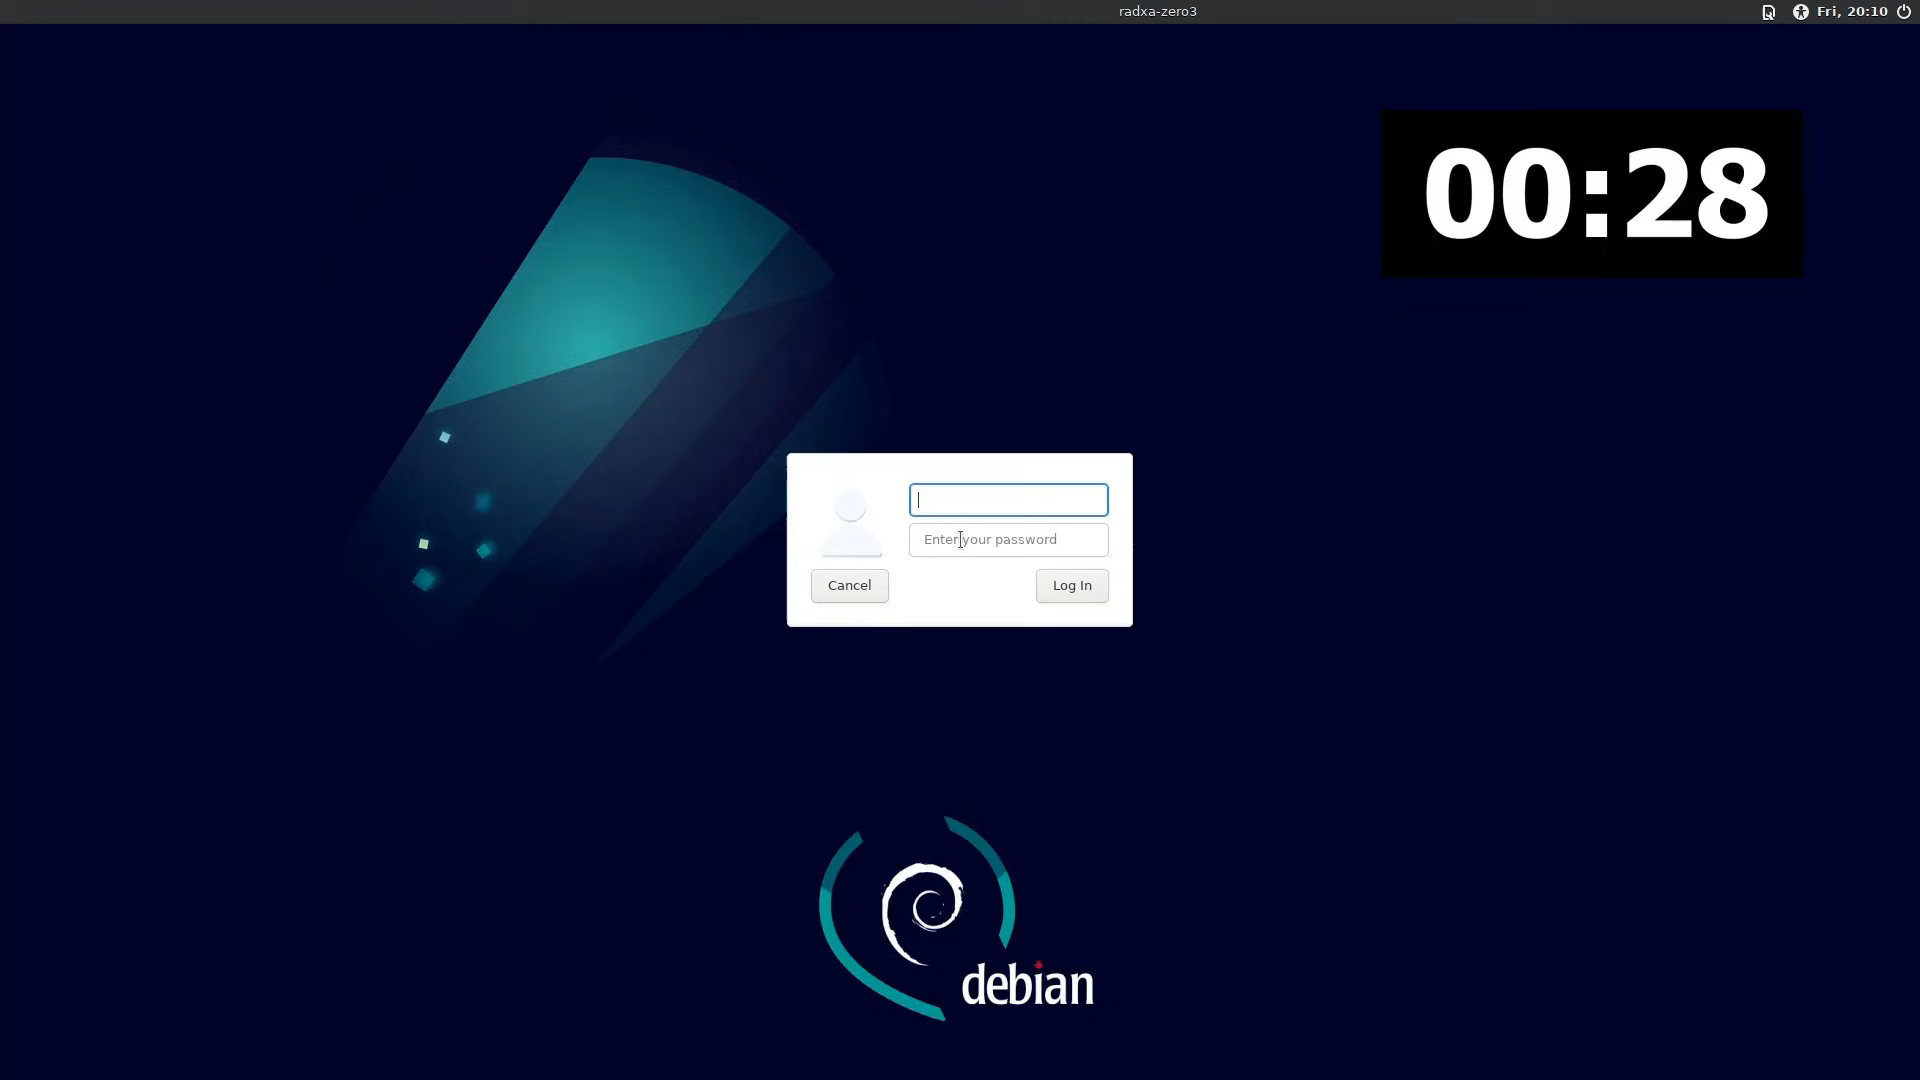 radxa-zero3
Fri, 20:10
00:28
Enter your password
Cancel
Log In
debian